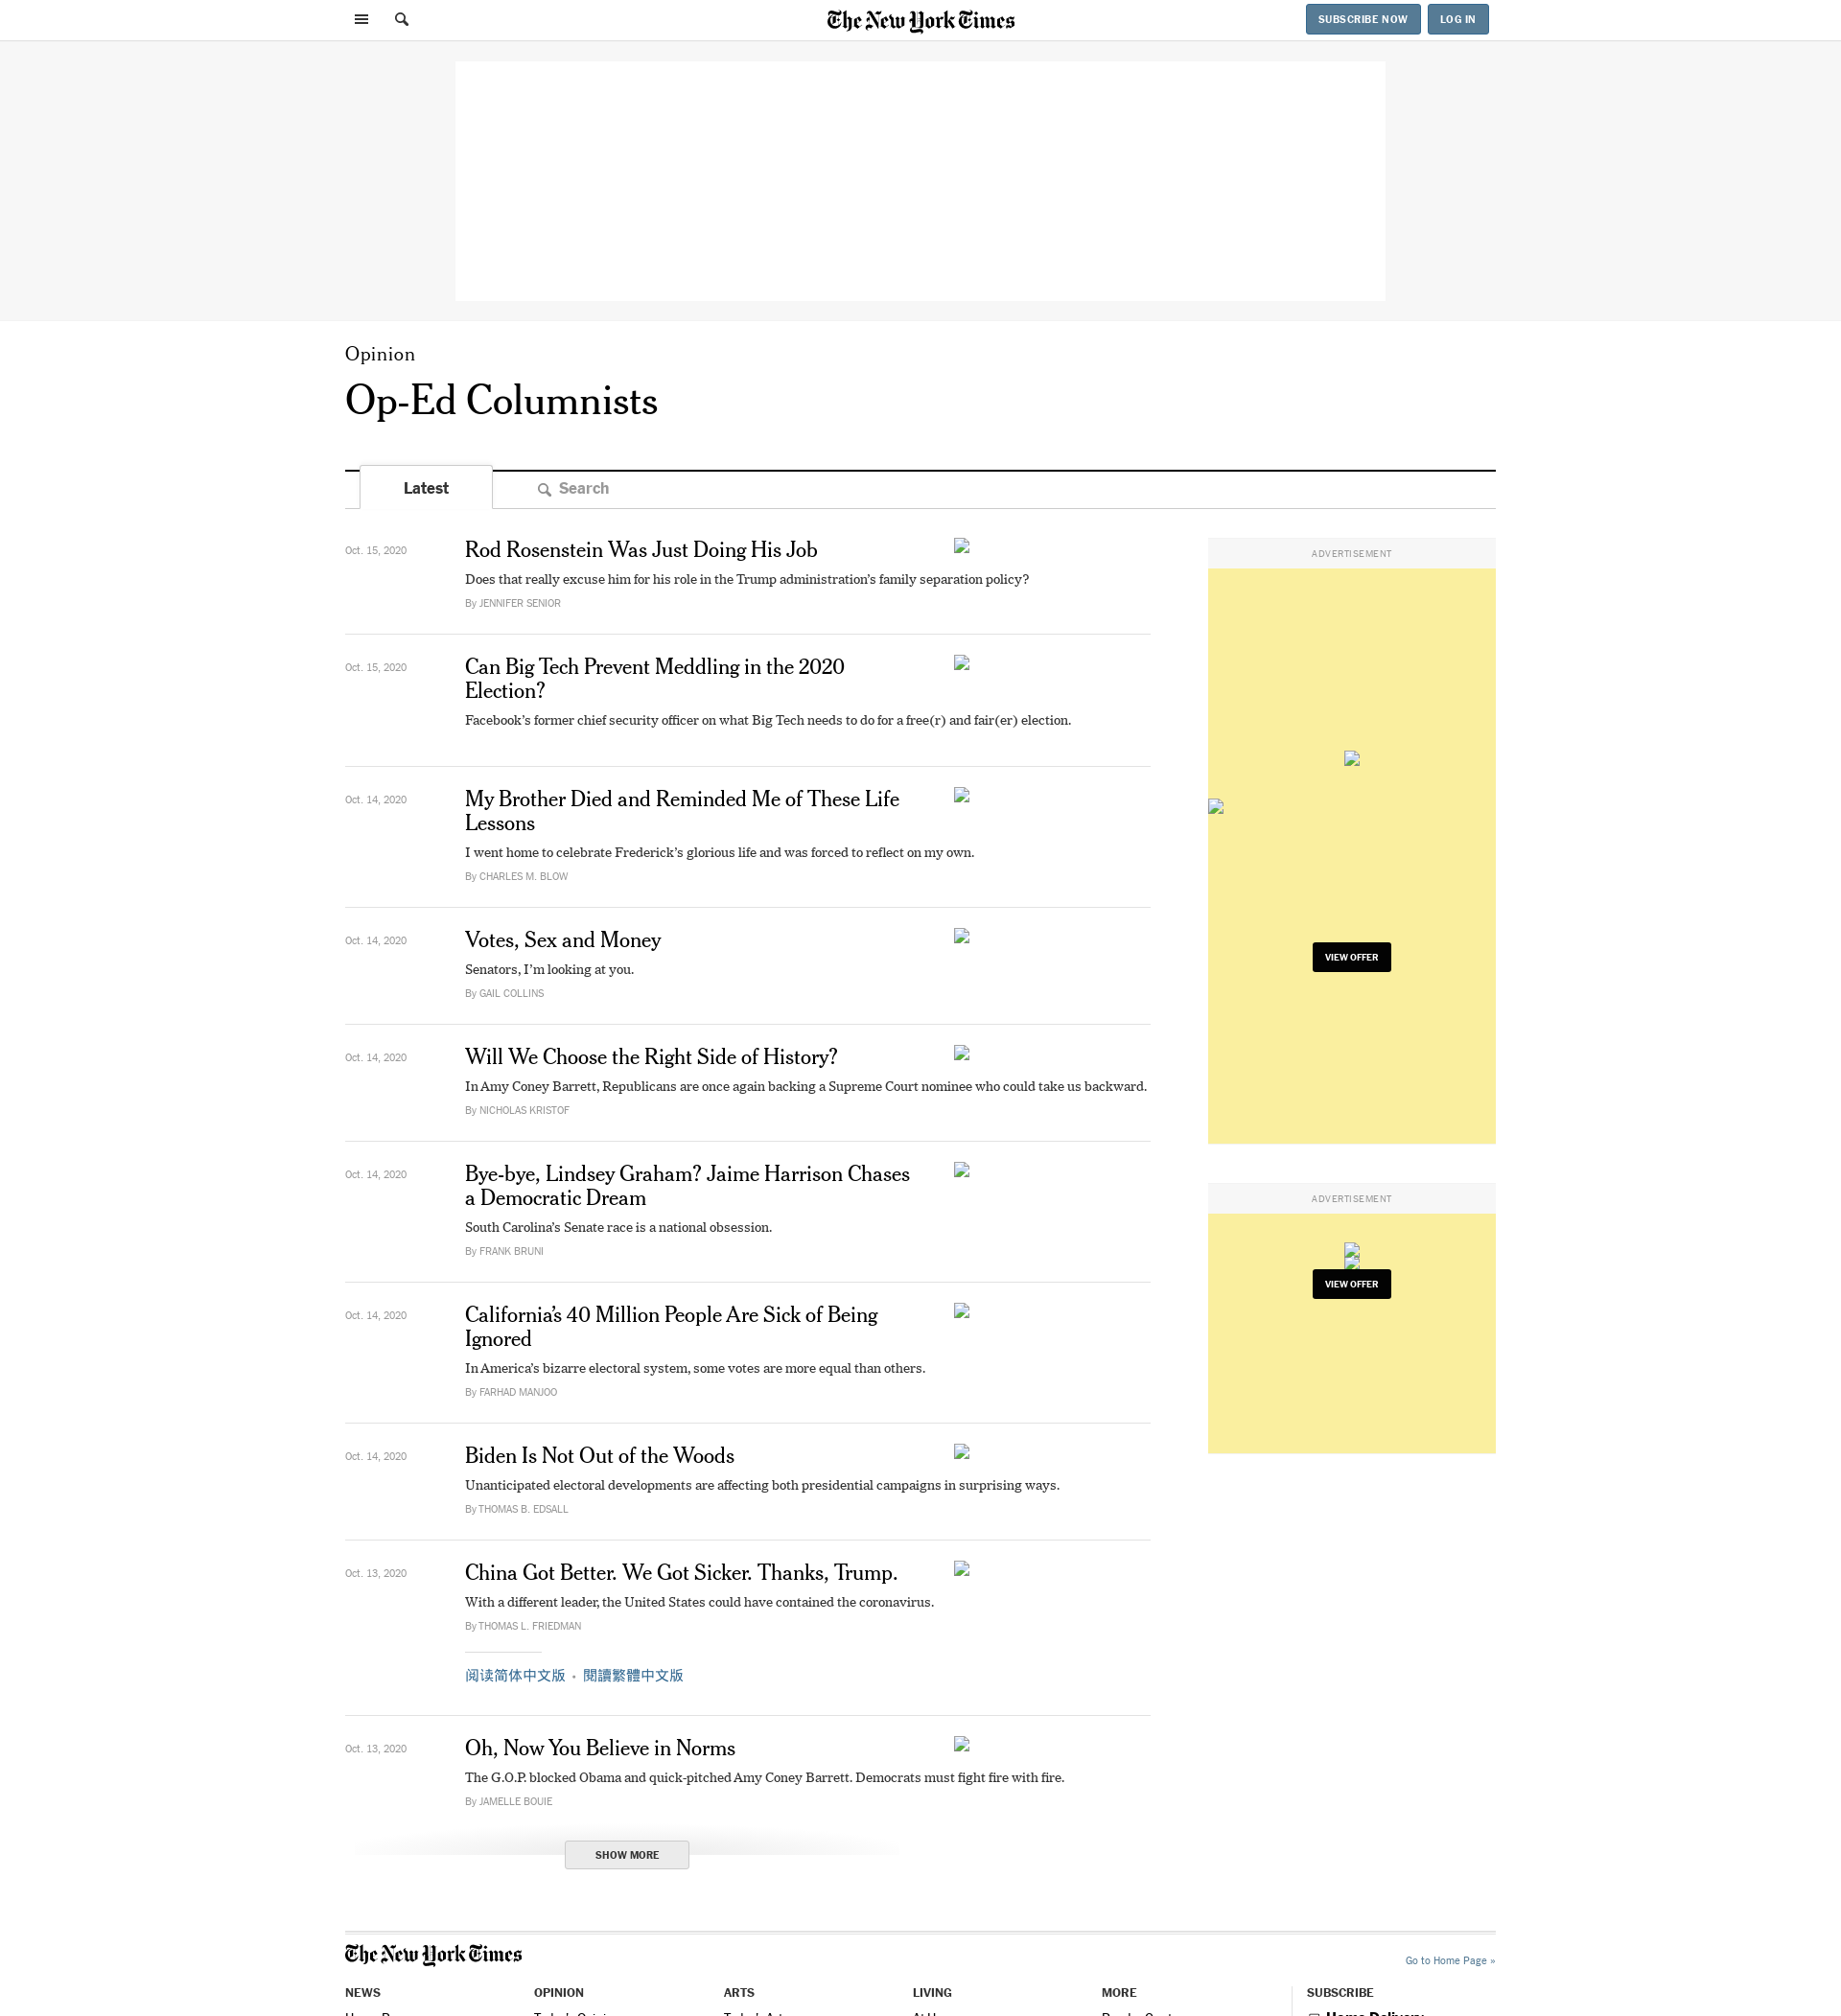 The New York Times
SUBSCRIBE NOW
LOG IN
Opinion
Op-Ed Columnists
Latest
Search
Oct. 15, 2020
Rod Rosenstein Was Just Doing His Job
Does that really excuse him for his role in the Trump administration’s family separation policy?
By JENNIFER SENIOR
Oct. 15, 2020
Can Big Tech Prevent Meddling in the 2020
Election?
Facebook’s former chief security officer on what Big Tech needs to do for a free(r) and fair(er) election.
Oct. 14, 2020
My Brother Died and Reminded Me of These Life
Lessons
I went home to celebrate Frederick’s glorious life and was forced to reflect on my own.
By CHARLES M. BLOW
Oct. 14, 2020
Votes, Sex and Money
Senators, I’m looking at you.
By GAIL COLLINS
Oct. 14, 2020
Will We Choose the Right Side of History?
In Amy Coney Barrett, Republicans are once again backing a Supreme Court nominee who could take us backward.
By NICHOLAS KRISTOF
Oct. 14, 2020
Bye-bye, Lindsey Graham? Jaime Harrison Chases
a Democratic Dream
South Carolina’s Senate race is a national obsession.
By FRANK BRUNI
Oct. 14, 2020
California’s 40 Million People Are Sick of Being
Ignored
In America’s bizarre electoral system, some votes are more equal than others.
By FARHAD MANJOO
Oct. 14, 2020
Biden Is Not Out of the Woods
Unanticipated electoral developments are affecting both presidential campaigns in surprising ways.
By THOMAS B. EDSALL
Oct. 13, 2020
China Got Better. We Got Sicker. Thanks, Trump.
With a different leader, the United States could have contained the coronavirus.
By THOMAS L. FRIEDMAN
阅读简体中文版 • 閱讀繁體中文版
Oct. 13, 2020
Oh, Now You Believe in Norms
The G.O.P. blocked Obama and quick-pitched Amy Coney Barrett. Democrats must fight fire with fire.
By JAMELLE BOUIE
SHOW MORE
ADVERTISEMENT
VIEW OFFER
ADVERTISEMENT
VIEW OFFER
The New York Times
Go to Home Page »
NEWS
OPINION
ARTS
LIVING
MORE
SUBSCRIBE
Home Delivery